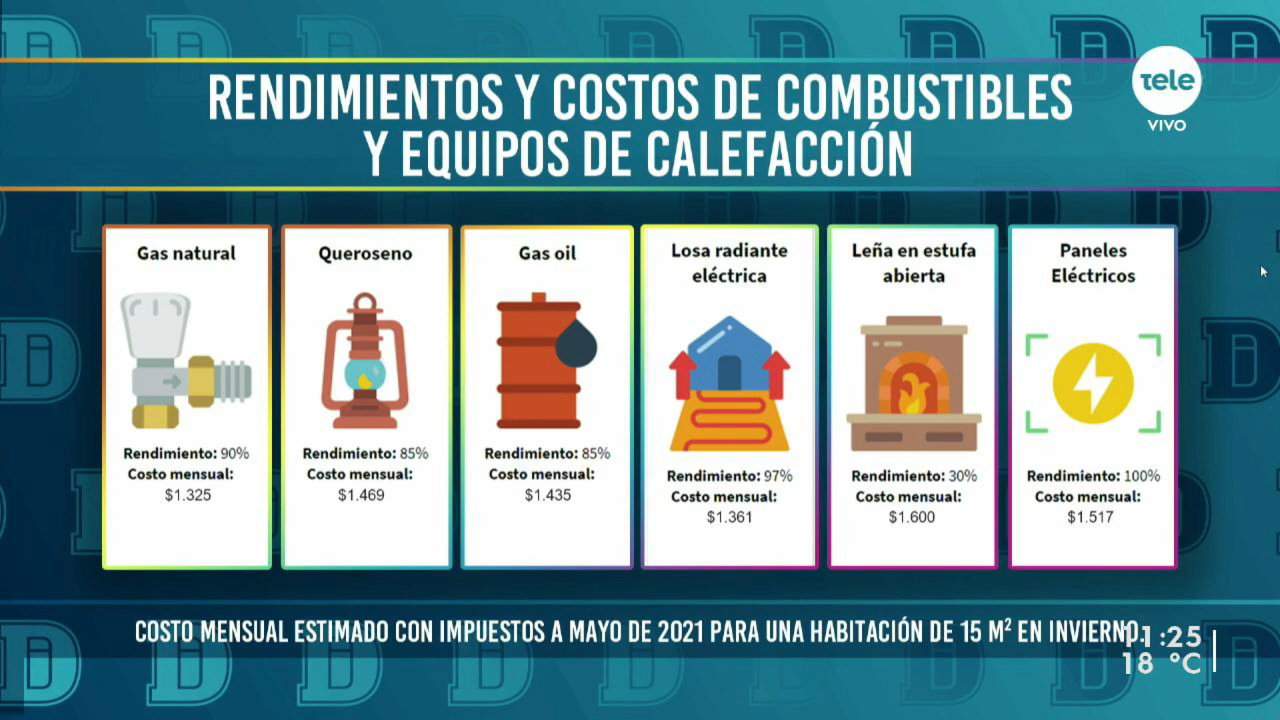 RENDIMIENTOS Y COSTOS DE COMBUSTIBLES
Y EQUIPOS DE CALEFACCIÓN
tele
VIVO
Gas natural
Rendimiento: 90%
Costo mensual:
$1.325
Queroseno
Rendimiento: 85%
Costo mensual:
$1.469
Gas oil
Rendimiento: 85%
Costo mensual:
$1.435
Losa radiante
eléctrica
Rendimiento: 97%
Costo mensual:
$1.361
Leña en estufa
abierta
Rendimiento: 30%
Costo mensual:
$1.600
Paneles
Eléctricos
Rendimiento: 100%
Costo mensual:
$1.517
COSTO MENSUAL ESTIMADO CON IMPUESTOS A MAYO DE 2021 PARA UNA HABITACIÓN DE 15 M² EN INVIERNO.
11:25
18 °C